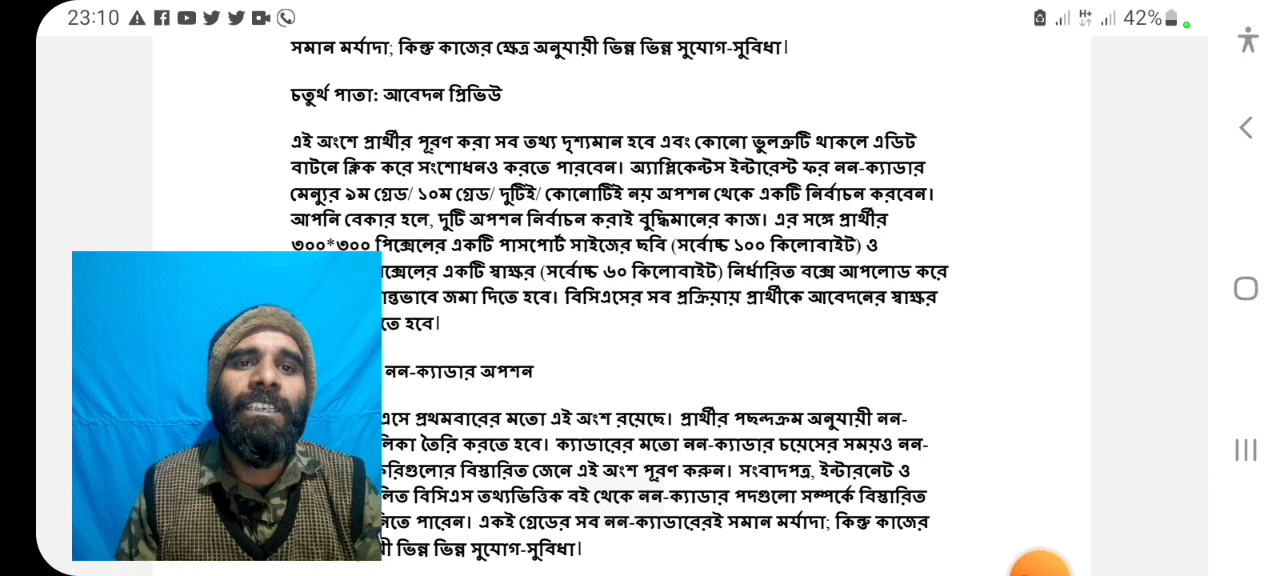 23:10
42%
সমান মর্যাদা; কিন্তু কাজের ক্ষেত্র অনুযায়ী ভিন্ন ভিন্ন সুযোগ-সুবিধা।
চতুর্থ পাতা: আবেদন প্রিভিউ
এই অংশে প্রার্থীর পূরণ করা সব তথ্য দৃশ্যমান হবে এবং কোনো ভুলত্রুটি থাকলে এডিট
বাটনে ক্লিক করে সংশোধনও করতে পারবেন। অ্যাপ্লিকেন্টস ইন্টারেস্ট ফর নন-ক্যাডার
মেন্যুর ৯ম গ্রেড/ ১০ম গ্রেড/ দুটিই/ কোনোটিই নয় অপশন থেকে একটি নির্বাচন করবেন।
আপনি বেকার হলে, দুটি অপশন নির্বাচন করাই বুদ্ধিমানের কাজ। এর সঙ্গে প্রার্থীর
৩০০*৩০০ পিক্সেলের একটি পাসপোর্ট সাইজের ছবি (সর্বোচ্চ ১০০ কিলোবাইট) ও
ক্সেলের একটি স্বাক্ষর (সর্বোচ্চ ৬০ কিলোবাইট) নির্ধারিত বক্সে আপলোড করে
ন্তভাবে জমা দিতে হবে। বিসিএসের সব প্রক্রিয়ায় প্রার্থীকে আবেদনের স্বাক্ষর
তে হবে।
নন-ক্যাডার অপশন
এসে প্রথমবারের মতো এই অংশ রয়েছে। প্রার্থীর পছন্দক্রম অনুযায়ী নন-
লিকা তৈরি করতে হবে। ক্যাডারের মতো নন-ক্যাডার চয়েসের সময়ও নন-
করিগুলোর বিস্তারিত জেনে এই অংশ পূরণ করুন। সংবাদপত্র, ইন্টারনেট ও
লিত বিসিএস তথ্যভিত্তিক বই থেকে নন-ক্যাডার পদগুলো সম্পর্কে বিস্তারিত
নিতে পারেন। একই গ্রেডের সব নন-ক্যাডারেরই সমান মর্যাদা; কিন্তু কাজের
য়ী ভিন্ন ভিন্ন সুযোগ-সুবিধা।